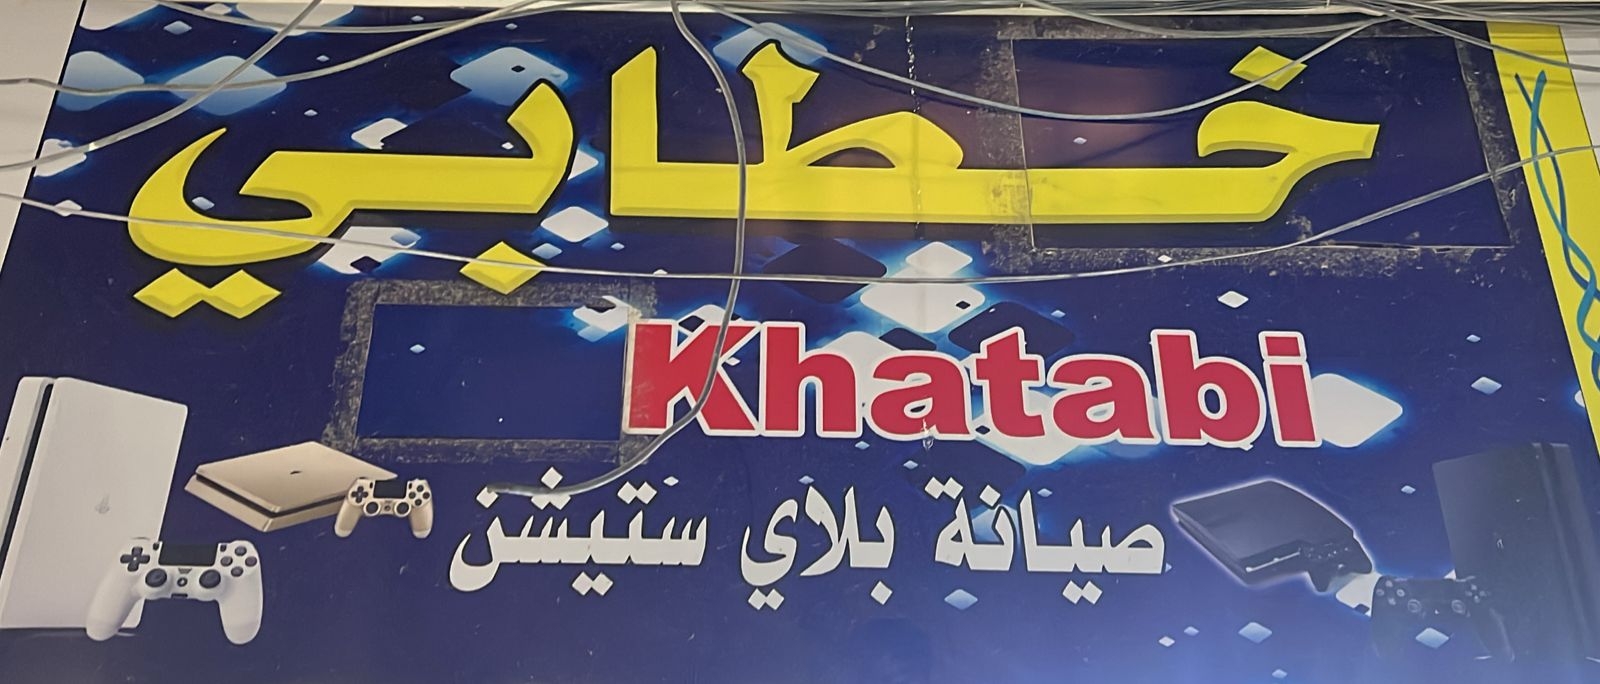 خطابي
Khatabi
صيانة بلاي ستيشن